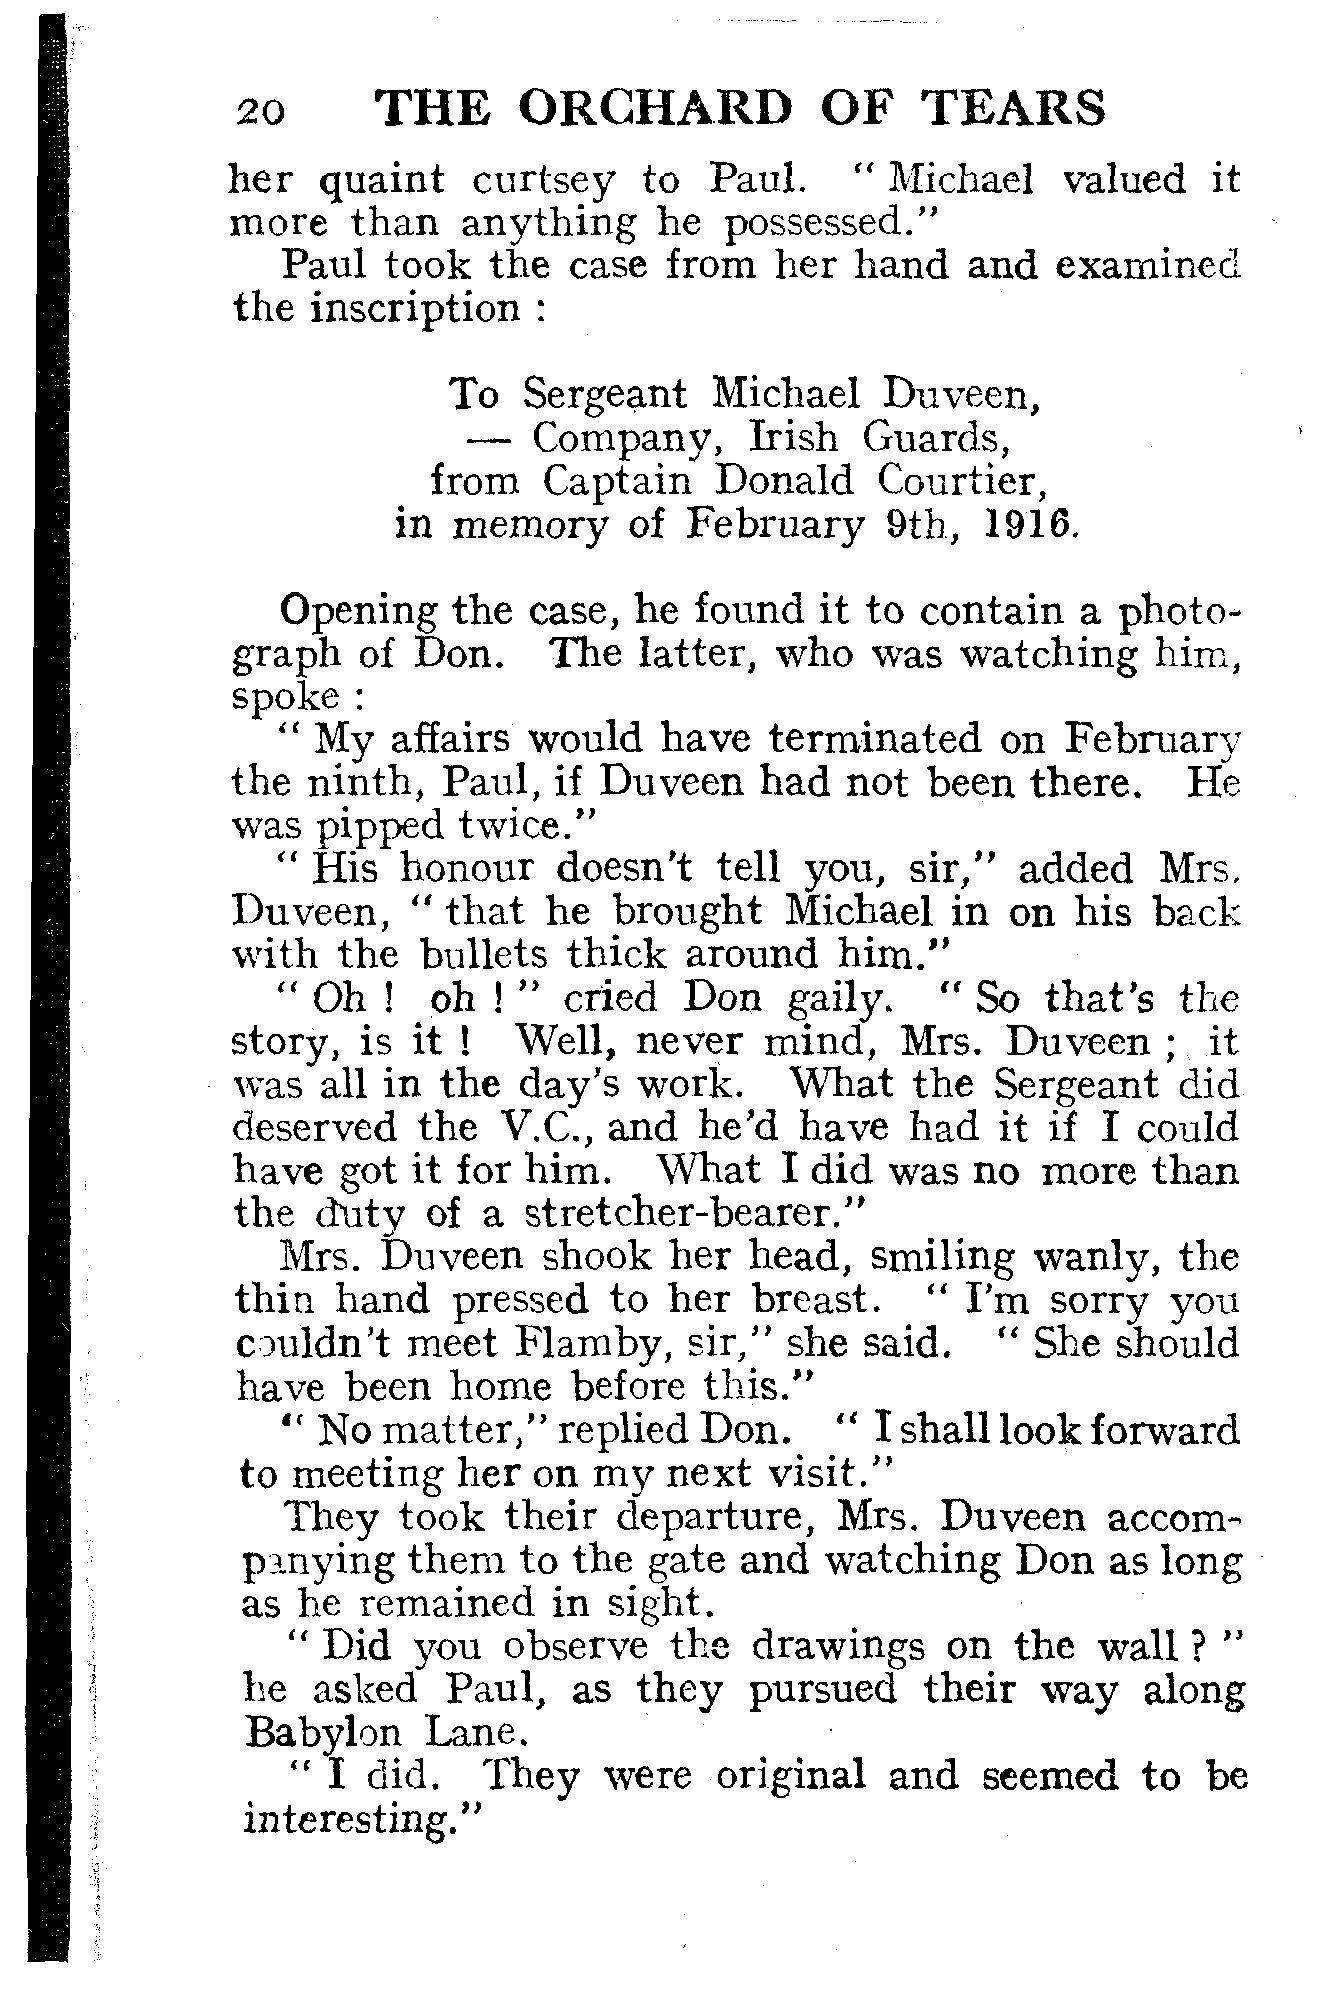 20 THE ORCHARD OF TEARS
her quaint curtsey to Paul. “ Michael valued it
more than anything he possessed.”
Paul took the case from her hand and examined
the inscription :
To Sergeant Michael Duveen,
— Company, Irish Guards,
from Captain Donald Courtier,
in memory of February 9th, 1916.
Opening the case, he found it to contain a photo-
graph of Don. The latter, who was watching him,
spoke :
“ My affairs would have terminated on February
the ninth, Paul, if Duveen had not been there. He
was pipped twice.”
“ His honour doesn't tell you, sir,” added Mrs.
Duveen, “ that he brought Michael in on his back
with the bullets thick around him.”
“ Oh ! oh ! ” cried Don gaily. “ So that's the
story, is it ! Well, never mind, Mrs. Duveen ; it
was all in the day's work. What the Sergeant did
deserved the V.C., and he'd have had it if I could
have got it for him. What I did was no more than
the duty of a stretcher-bearer.”
Mrs. Duveen shook her head, smiling wanly, the
thin hand pressed to her breast. “ I'm sorry you
couldn't meet Flamby, sir,” she said. “ She should
have been home before this.”
“ No matter,” replied Don. “ I shall look forward
to meeting her on my next visit.”
They took their departure, Mrs. Duveen accom-
panying them to the gate and watching Don as long
as he remained in sight.
“ Did you observe the drawings on the wall ? ”
he asked Paul, as they pursued their way along
Babylon Lane.
“ I did. They were original and seemed to be
interesting.”